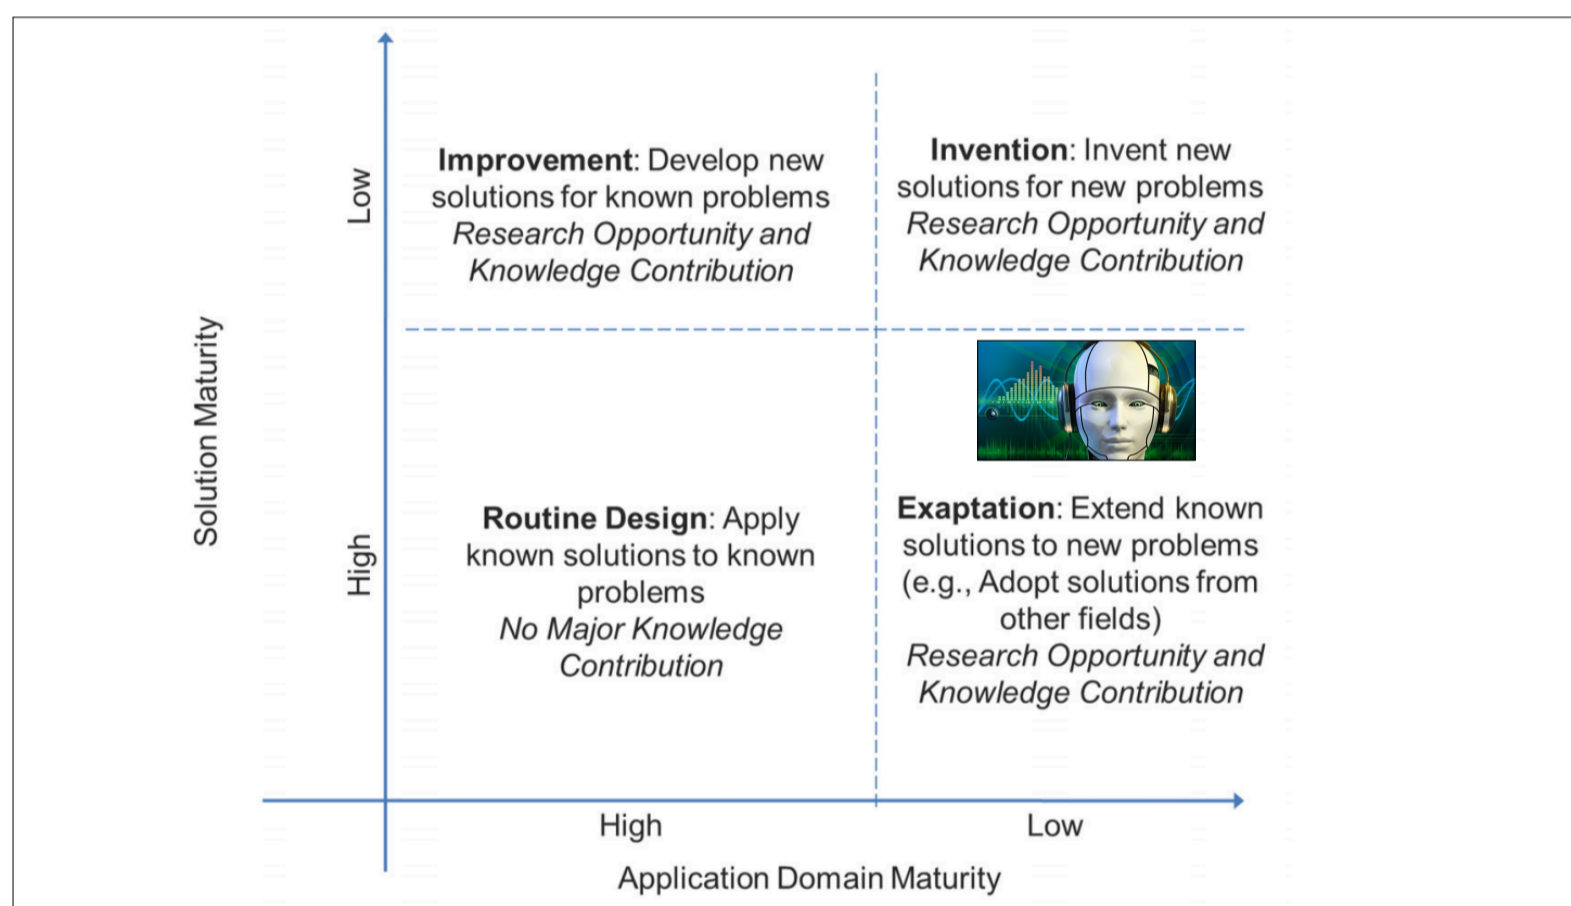 Improvement: Develop new
solutions for known problems
Research Opportunity and
Knowledge Contribution
Invention: Invent new
solutions for new problems
Research Opportunity and
Knowledge Contribution
Low
Solution Maturity
High
Routine Design: Apply
known solutions to known
problems
No Major Knowledge
Contribution
Exaptation: Extend known
solutions to new problems
(e.g., Adopt solutions from
other fields)
Research Opportunity and
Knowledge Contribution
High
Low
Application Domain Maturity